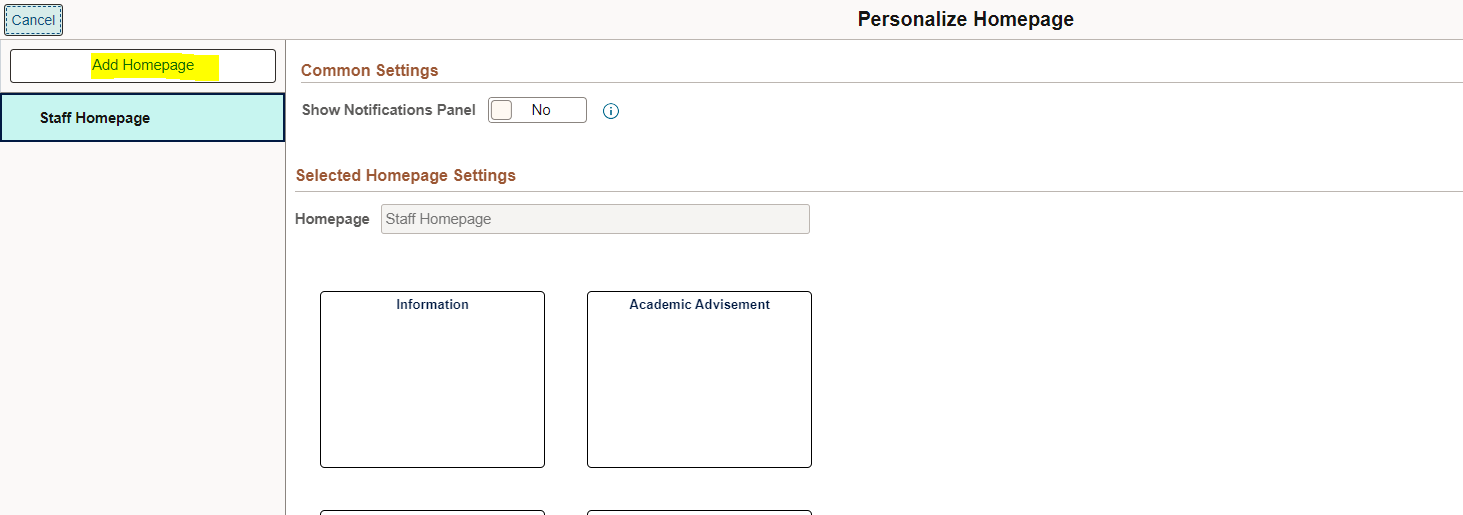 Cancel
Personalize Homepage
Add Homepage
Staff Homepage
Common Settings
Show Notifications Panel No
Selected Homepage Settings
Homepage Staff Homepage
Information
Academic Advisement